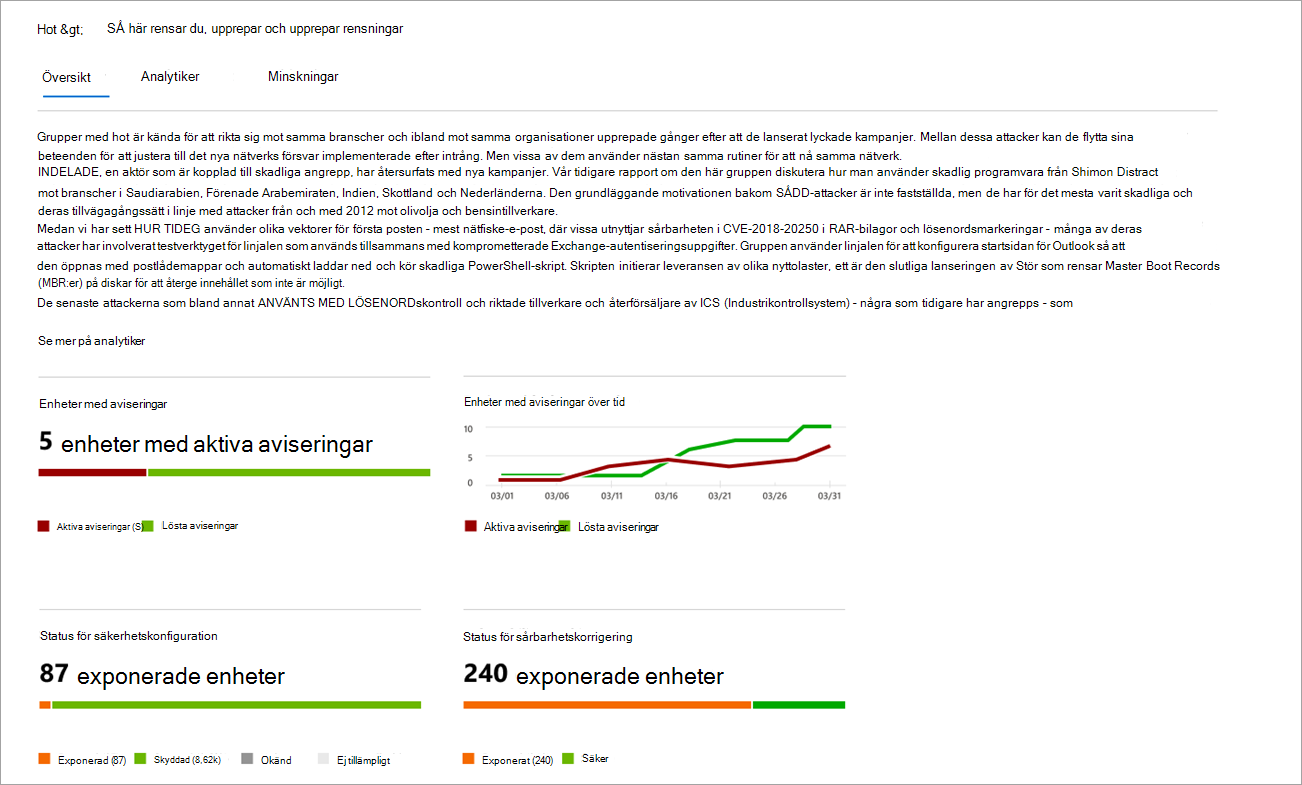 Hot &gt; SÅ här rensar du, upprepar och upprepar rensningar
Översikt Analytiker Minskningar
Grupper med hot är kända för att rikta sig mot samma branscher och ibland mot samma organisationer upprepade gånger efter att de lanserat lyckade kampanjer. Mellan dessa attacker kan de flytta sina
beteenden för att justera till det nya nätverks försvar implementerade efter intrång. Men vissa av dem använder nästan samma rutiner för att nå samma nätverk.
INDELADE, en aktör som är kopplad till skadliga angrepp, har återsurfats med nya kampanjer. Vår tidigare rapport om den här gruppen diskutera hur man använder skadlig programvara från Shimon Distract
mot branscher i Saudiarabien, Förenade Arabemiraten, Indien, Skottland och Nederländerna. Den grundläggande motivationen bakom SÅDD-attacker är inte fastställda, men de har för det mesta varit skadliga och
deras tillvägagångssätt i linje med attacker från och med 2012 mot olivolja och bensintillverkare.
Medan vi har sett HUR TIDEG använder olika vektorer för första posten - mest nätfiske-e-post, där vissa utnyttjar sårbarheten i CVE-2018-20250 i RAR-bilagor och lösenordsmarkeringar - många av deras
attacker har involverat testverktyget för linjalen som används tillsammans med komprometterade Exchange-autentiseringsuppgifter. Gruppen använder linjalen för att konfigurera startsidan för Outlook så att
den öppnas med postlådemappar och automatiskt laddar ned och kör skadliga PowerShell-skript. Skripten initierar leveransen av olika nyttolaster, ett är den slutliga lanseringen av Stör som rensar Master Boot Records
(MBR:er) på diskar för att återge innehållet som inte är möjligt.
De senaste attackerna som bland annat ANVÄNTS MED LÖSENORDskontroll och riktade tillverkare och återförsäljare av ICS (Industrikontrollsystem) - några som tidigare har angrepps - som
Se mer på analytiker
Enheter med aviseringar
5 enheter med aktiva aviseringar
Aktiva aviseringar (S) Lösta aviseringar
Enheter med aviseringar över tid
10
5
0
03/01 03/06 03/11 03/16 03/21 03/26 03/31
Aktiva aviseringar Lösta aviseringar
Status för säkerhetskonfiguration
87 exponerade enheter
Exponerad (87) Skyddad (8.62k) Okänd Ej tillämpligt
Status för sårbarhetskorrigering
240 exponerade enheter
Exponerat (240) Säker